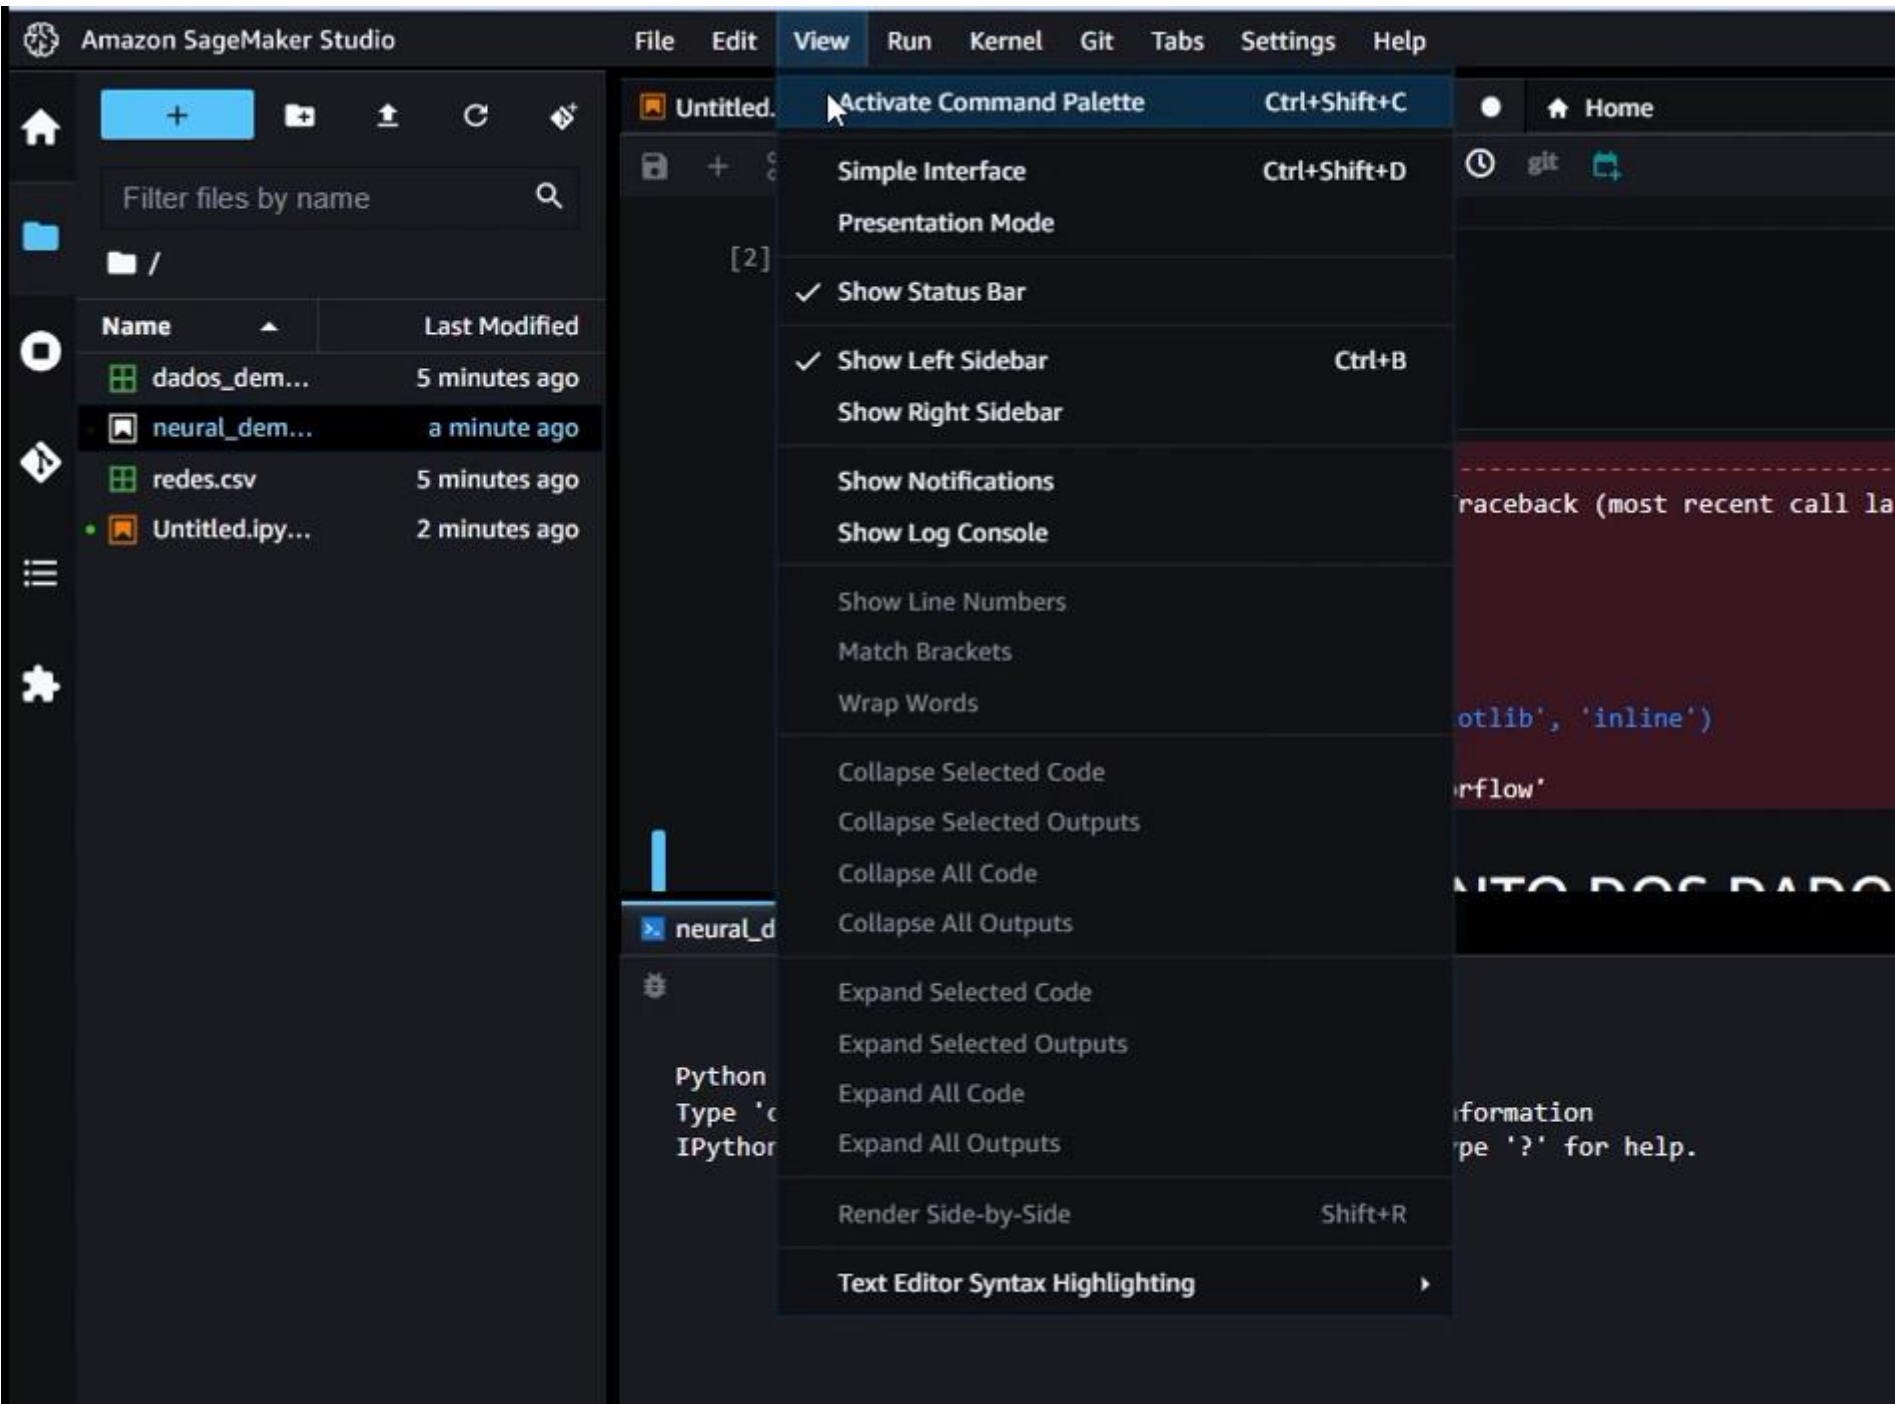 Amazon SageMaker Studio
File Edit View Run Kernel Git Tabs Settings Help
Filter files by name
/
Name Last Modified
dados_dem... 5 minutes ago
neural_dem... a minute ago
redes.csv 5 minutes ago
Untitled.ipy... 2 minutes ago
Untitled.
Home
git
[2]
Activate Command Palette Ctrl+Shift+C
Simple Interface Ctrl+Shift+D
Presentation Mode
Show Status Bar
Show Left Sidebar Ctrl+B
Show Right Sidebar
Show Notifications
Show Log Console
Show Line Numbers
Match Brackets
Wrap Words
Collapse Selected Code
Collapse Selected Outputs
Collapse All Code
Collapse All Outputs
Expand Selected Code
Expand Selected Outputs
Expand All Code
Expand All Outputs
Render Side-by-Side Shift+R
Text Editor Syntax Highlighting
raceback (most recent call la
otlib', 'inline')
rflow'
NTO DOS DADO
neural_d
Python
Type 'c
formation
IPython
pe '?' for help.